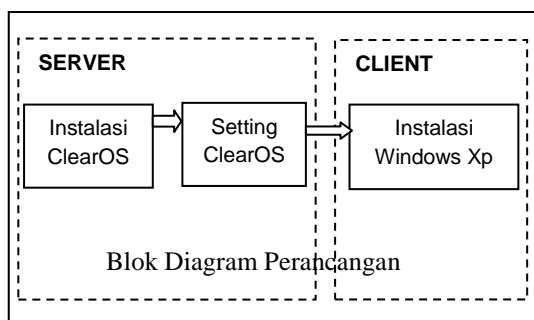 SERVER
CLIENT
Instalasi
ClearOS
Setting
ClearOS
Instalasi
Windows Xp
Blok Diagram Perancangan